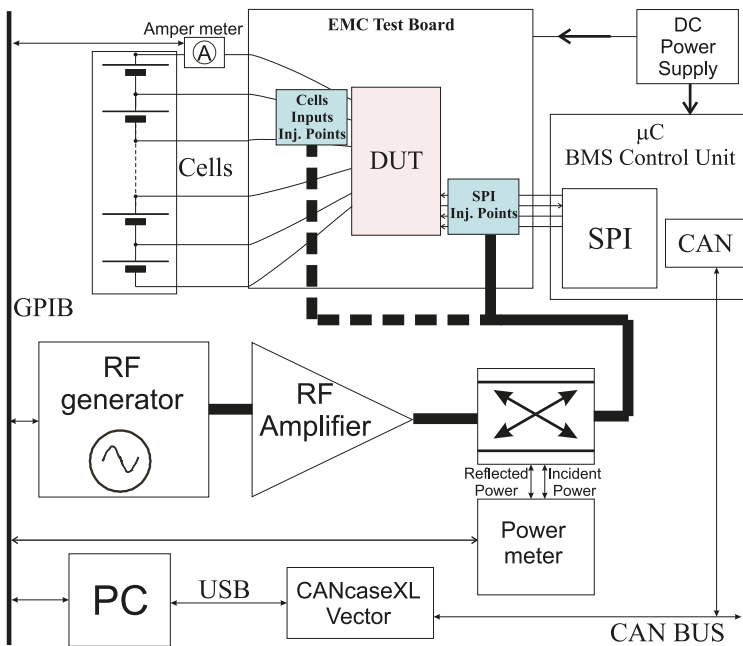 Amper meter
A
EMC Test Board
DC
Power
Supply
Cells
Inputs
Inj. Points
DUT
Cells
SPI
Inj. Points
μC
BMS Control Unit
SPI
CAN
GPIB
RF
generator
RF
Amplifier
Reflected
Power
Incident
Power
Power
meter
PC
USB
CANcaseXL
Vector
CAN BUS